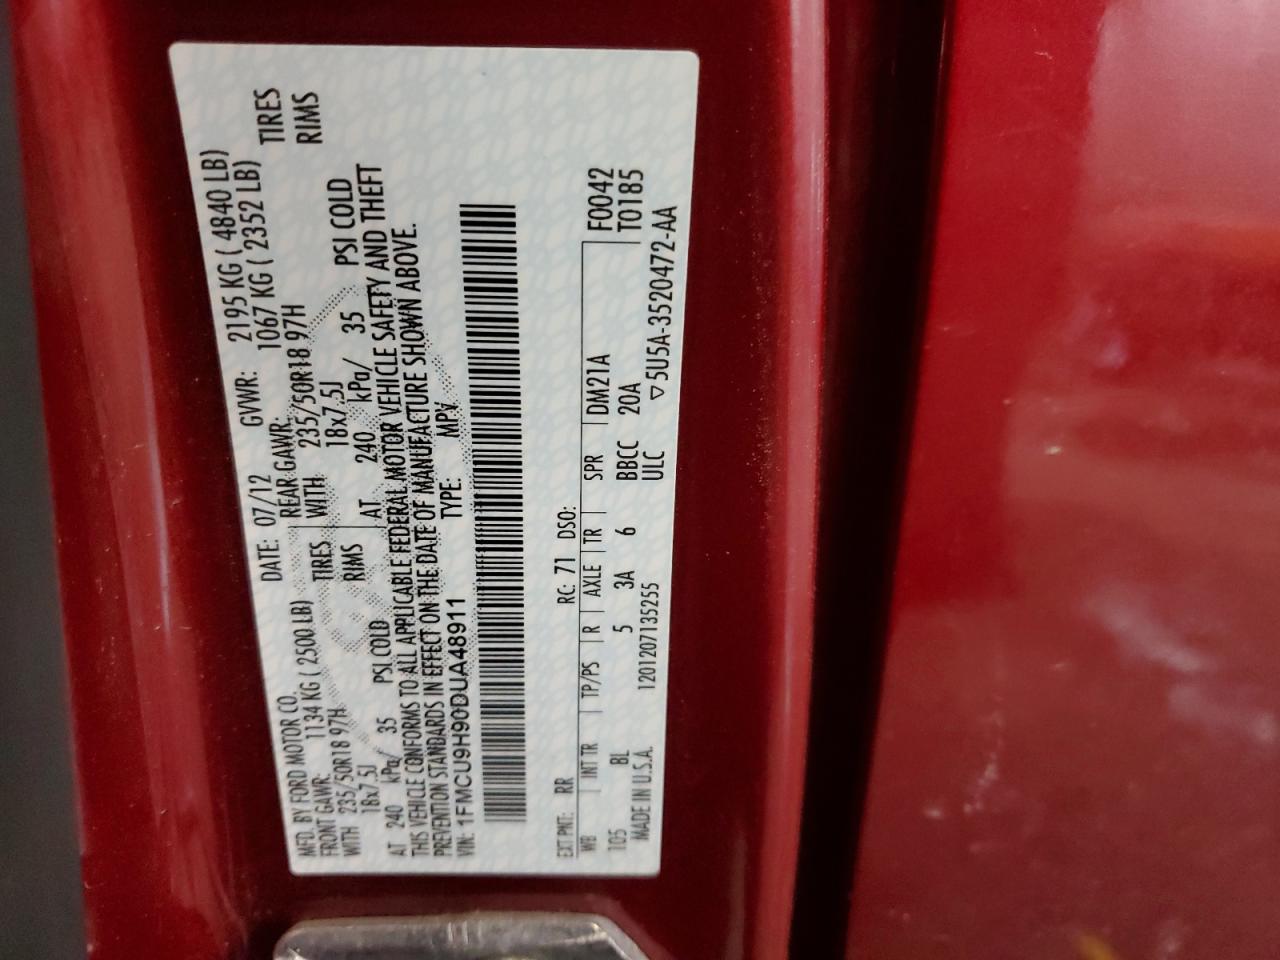 MFD. BY FORD MOTOR CO.
DATE: 07/12 GVWR: 2195 KG ( 4840 LB)
FRONT GAWR: 1134 KG ( 2500 LB) REAR GAWR: 1067 KG ( 2352 LB)
WITH 235/50R18 97H TIRES WITH 235/50R18 97H TIRES
18x7.5J RIMS 18x7.5J RIMS
AT 240 kPa/ 35 PSI COLD AT 240 kPa/ 35 PSI COLD
THIS VEHICLE CONFORMS TO ALL APPLICABLE FEDERAL MOTOR VEHICLE SAFETY AND THEFT
PREVENTION STANDARDS IN EFFECT ON THE DATE OF MANUFACTURE SHOWN ABOVE.
VIN: 1FMCU9H90DUA48911 TYPE: MPV
EXT PNT: RR RC: 71 DSO:
WB INT TR TP/PS R AXLE TR SPR DM21A F0042
105 BL 5 3A 6 BBCC 20A T0185
MADE IN U.S.A. 1201207135255 ULC ▽5U5A-3520472-AA